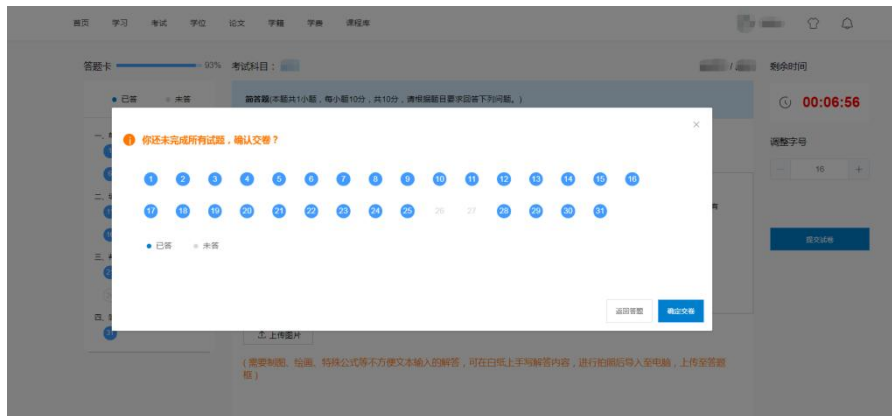 首页 学习 考试 学位 论文 学籍 学费 课程库
答题卡 93% 考试科目： / 剩余时间
已答 未答
简答题(本题共1小题，每小题10分，共10分，请根据题目要求回答下列问题。)
00:06:56
你还未完成所有试题，确认交卷？
调整字号
1 2 3 4 5 6 7 8 9 10 11 12 13 14 15 16
- 16 +
17 18 19 20 21 22 23 24 25 26 27 28 29 30 31
已答 未答
提交试卷
返回答题 确定交卷
上传图片
(需要制图、绘画、特殊公式等不方便文本输入的解答，可在白纸上手写解答内容，进行拍照后导入至电脑，上传至答题
框)